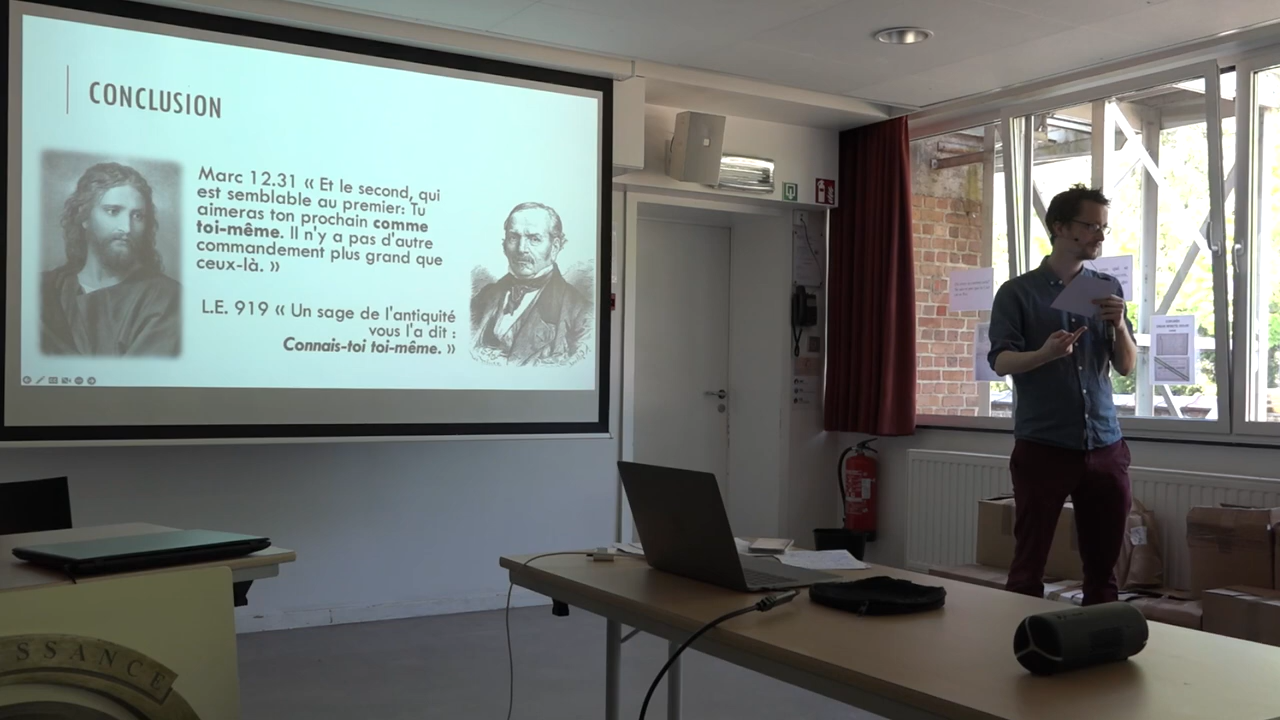 CONCLUSION
Marc 12.31 « Et le second, qui
est semblable au premier: Tu
aimeras ton prochain comme
toi-même. Il n'y a pas d'autre
commandement plus grand que
ceux-là. »
L.E. 919 « Un sage de l'antiquité
vous l'a dit :
Connais-toi toi-même. »
SSANCE